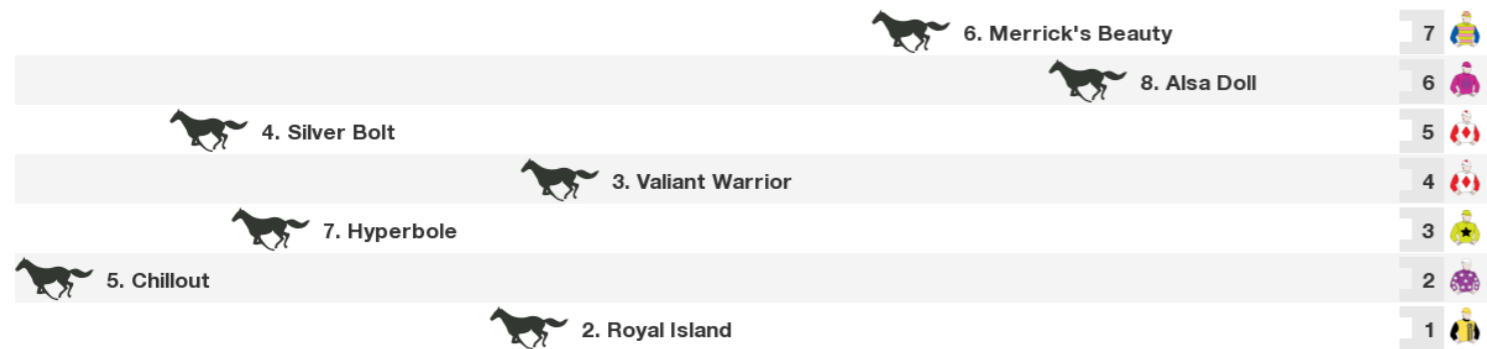 6. Merrick's Beauty 7
8. Alsa Doll 6
4. Silver Bolt 5
3. Valiant Warrior 4
7. Hyperbole 3
5. Chillout 2
2. Royal Island 1